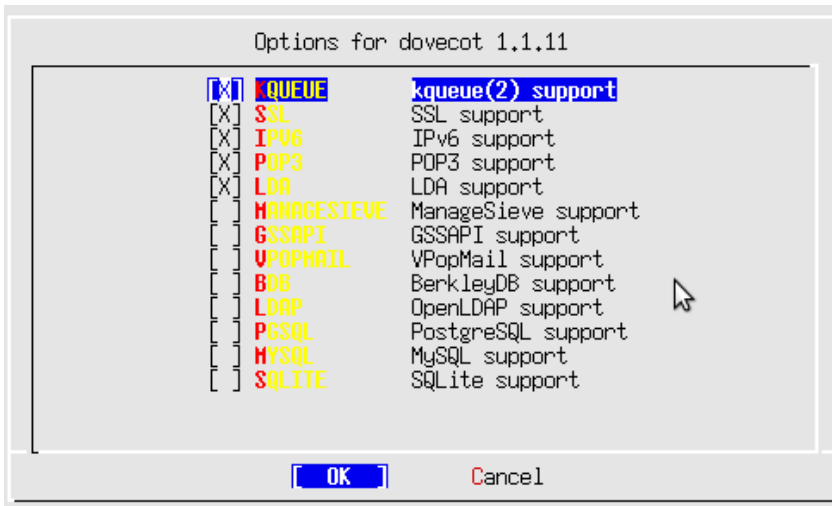 Options for dovecot 1.1.11
[X] KQUEUE kqueue(2) support
[X] SSL SSL support
[X] IPV6 IPv6 support
[X] POP3 POP3 support
[X] LDA LDA support
[ ] MANAGESIEVE ManageSieve support
[ ] GSSAPI GSSAPI support
[ ] VPOPMAIL VPopMail support
[ ] BDB BerkleyDB support
[ ] LDAP OpenLDAP support
[ ] PGSQL PostgreSQL support
[ ] MYSQL MySQL support
[ ] SQLITE SQLite support
[ OK ] Cancel